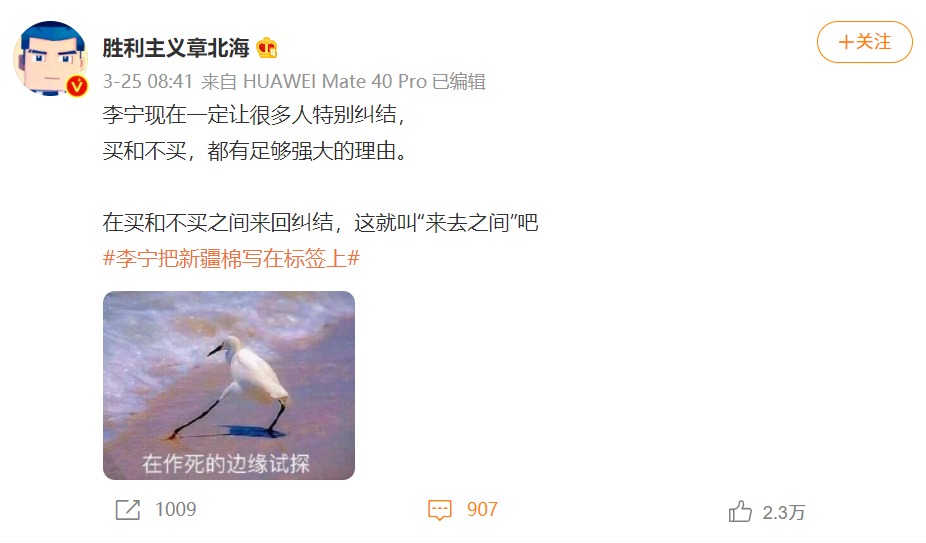 胜利主义章北海
+关注
3-25 08:41 来自 HUAWEI Mate 40 Pro 已编辑
李宁现在一定让很多人特别纠结，
买和不买，都有足够强大的理由。
在买和不买之间来回纠结，这就叫“来去之间”吧
#李宁把新疆棉写在标签上#
在作死的边缘试探
1009
907
2.3万